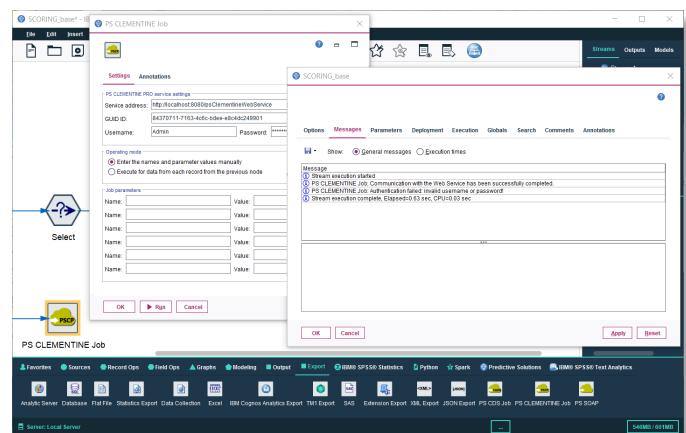 SCORING_base* - IB
File Edit Insert
Streams Outputs Models
Select
PSCP
PS CLEMENTINE Job
PS CLEMENTINE Job
Settings Annotations
PS CLEMENTINE PRO service settings
Service address: http://localhost:8080/psClementineWebService
GUID ID: 84370711-7163-4c6c-bdee-e8c4dc249901
Username: Admin Password: ******
Operating mode
Enter the names and parameter values manually
Execute for data from each record from the previous node
Job parameters
Name: Value:
Name: Value:
Name: Value:
Name: Value:
Name: Value:
Name: Value:
OK Run Cancel
SCORING_base
Options Messages Parameters Deployment Execution Globals Search Comments Annotations
Show: General messages Execution times
Message
Stream execution started
PS CLEMENTINE Job: Communication with the Web Service has been successfully completed.
PS CLEMENTINE Job: Authentication failed: invalid username or password!
Stream execution complete, Elapsed=0.63 sec, CPU=0.03 sec
OK Cancel Apply Reset
Favorites Sources Record Ops Field Ops Graphs Modeling Output Export IBM® SPSS® Statistics Python Spark Predictive Solutions IBM® SPSS® Text Analytics
Analytic Server Database Flat File Statistics Export Data Collection Excel IBM Cognos Analytics Export TM1 Export SAS Extension Export XML Export JSON Export PS CDS Job PS CLEMENTINE Job PS SOAP
Server: Local Server ... 546MB / 601MB